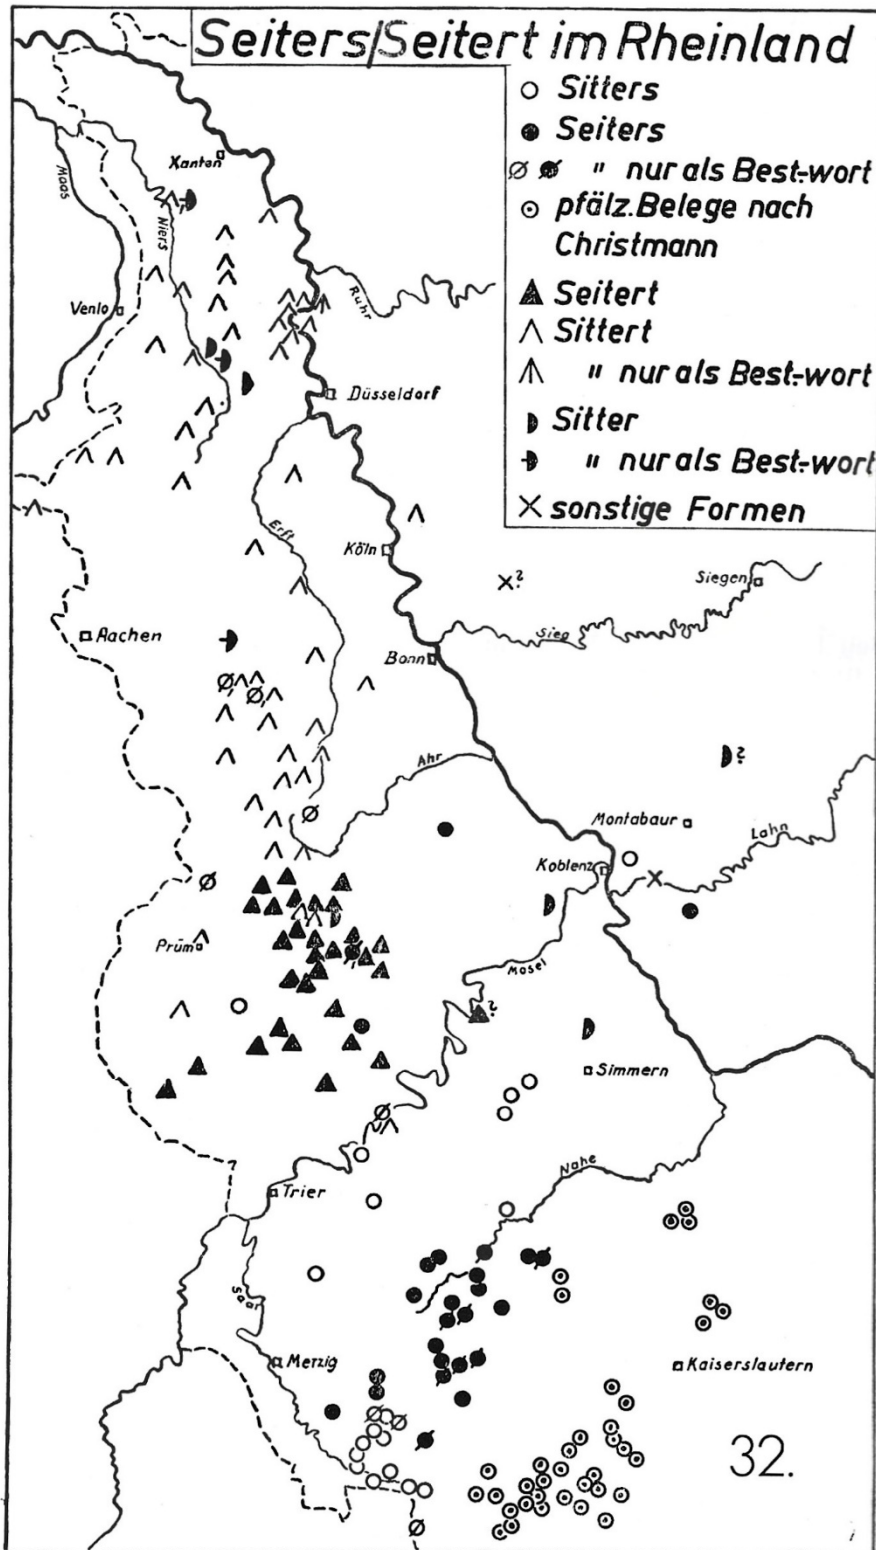 Seiters/Seitert im Rheinland
Sitters
Seiters
" nur als Best.-wort
pfälz. Belege nach
Christmann
Seitert
Sittert
" nur als Best.-wort
Sitter
" nur als Best.-wort
sonstige Formen
Xanten
Maas
Niers
Venlo
Ruhr
Düsseldorf
Erft
Köln
?
Siegen
Sieg
Aachen
Bonn
Ahr
?
Montabaur
Lahn
Koblenz
Prüm
Mosel
?
Simmern
Nahe
Trier
Saar
Merzig
Kaiserslautern
32.